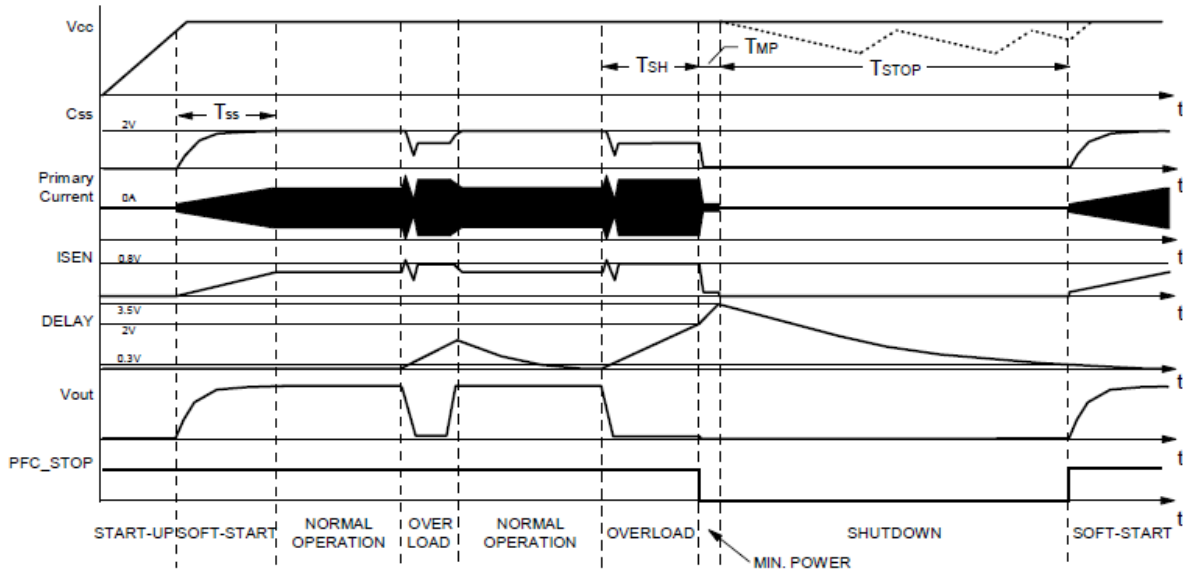 Vcc
TMP
TSH
TSTOP
t
Css
TSS
2V
t
Primary
Current
0A
t
ISEN
0.8V
t
3.5V
DELAY
2V
0.3V
t
Vout
t
PFC_STOP
t
START-UP
SOFT-START
NORMAL
OPERATION
OVER
LOAD
NORMAL
OPERATION
OVERLOAD
MIN. POWER
SHUTDOWN
SOFT-START